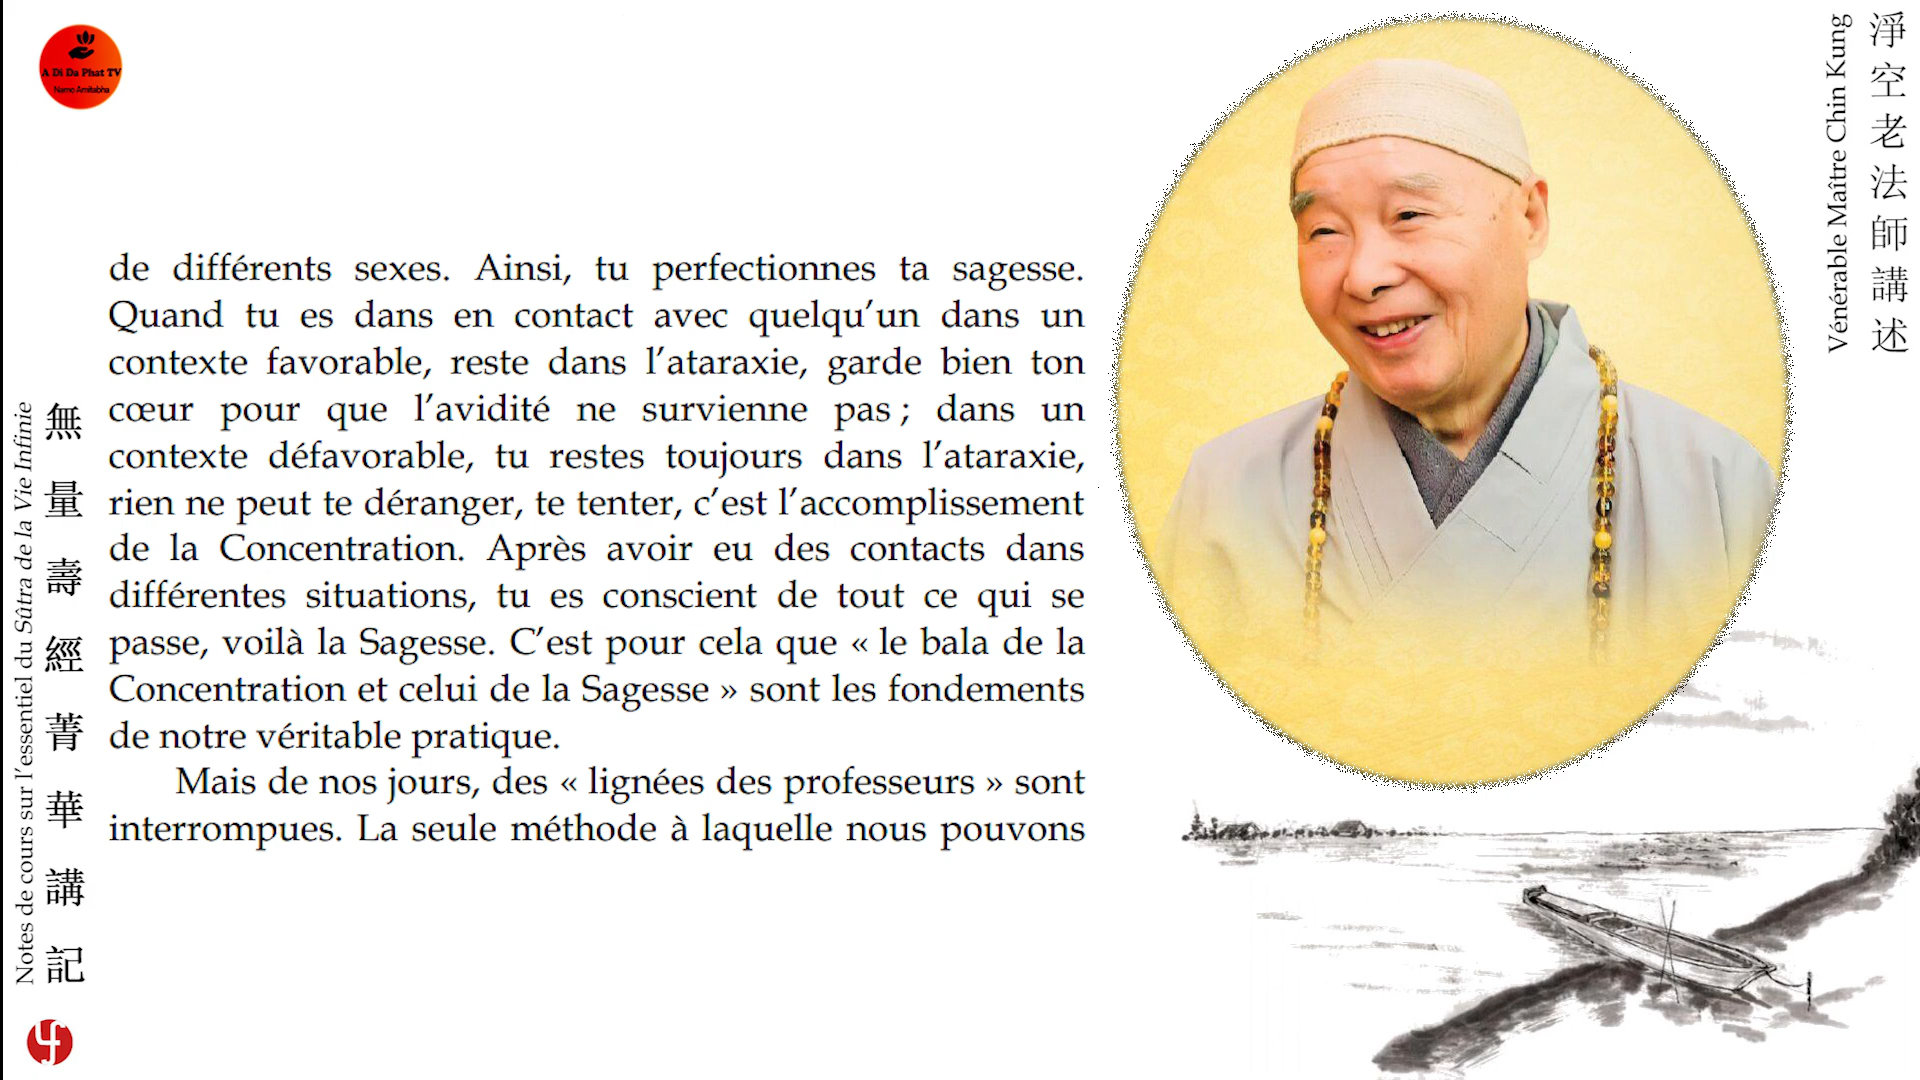 A Di Da Phat TV
Namo Amitabha
de différents sexes. Ainsi, tu perfectionnes ta sagesse.
Quand tu es dans en contact avec quelqu’un dans un
contexte favorable, reste dans l’ataraxie, garde bien ton
cœur pour que l’avidité ne survienne pas ; dans un
contexte défavorable, tu restes toujours dans l’ataraxie,
rien ne peut te déranger, te tenter, c’est l’accomplissement
de la Concentration. Après avoir eu des contacts dans
différentes situations, tu es conscient de tout ce qui se
passe, voilà la Sagesse. C’est pour cela que « le bala de la
Concentration et celui de la Sagesse » sont les fondements
de notre véritable pratique.
Mais de nos jours, des « lignées des professeurs » sont
interrompues. La seule méthode à laquelle nous pouvons
Notes de cours sur l’essentiel du Sûtra de la Vie Infinie
無量壽經菁華講記
Vénérable Maître Chin Kung
淨空老法師講述